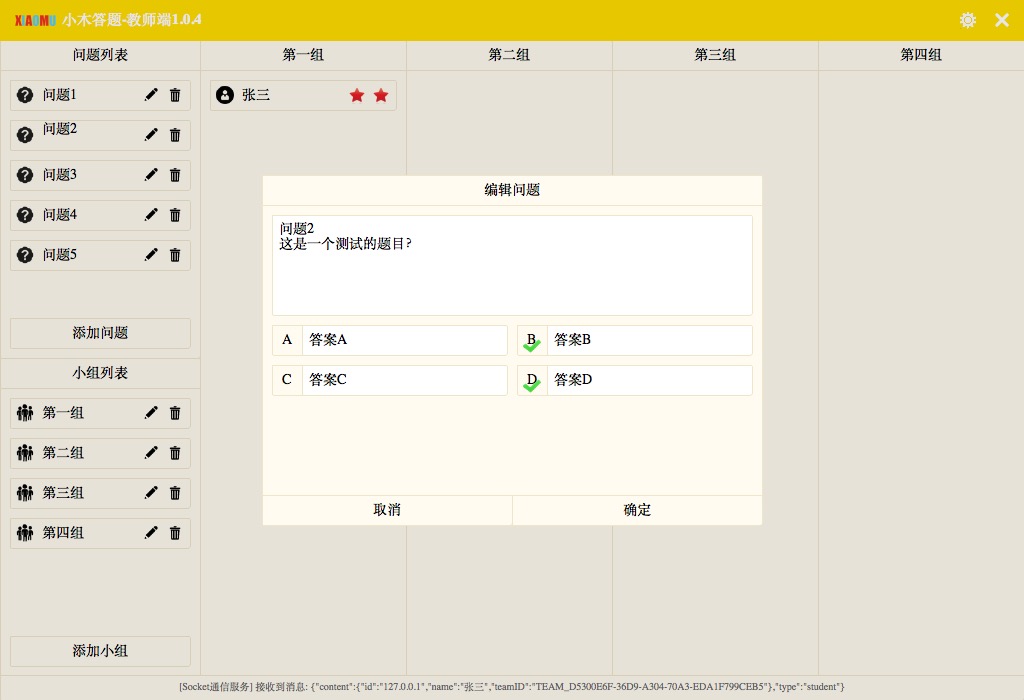 XIAOMU 小木答题-教师端1.0.4
问题列表
第一组
第二组
第三组
第四组
问题1
问题2
问题3
问题4
问题5
添加问题
小组列表
第一组
第二组
第三组
第四组
添加小组
张三
编辑问题
问题2
这是一个测试的题目?
A 答案A
B 答案B
C 答案C
D 答案D
取消
确定
[Socket通信服务] 接收到消息: {"content":{"id":"127.0.0.1","name":"张三","teamID":"TEAM_D5300E6F-36D9-A304-70A3-EDA1F799CEB5"},"type":"student"}